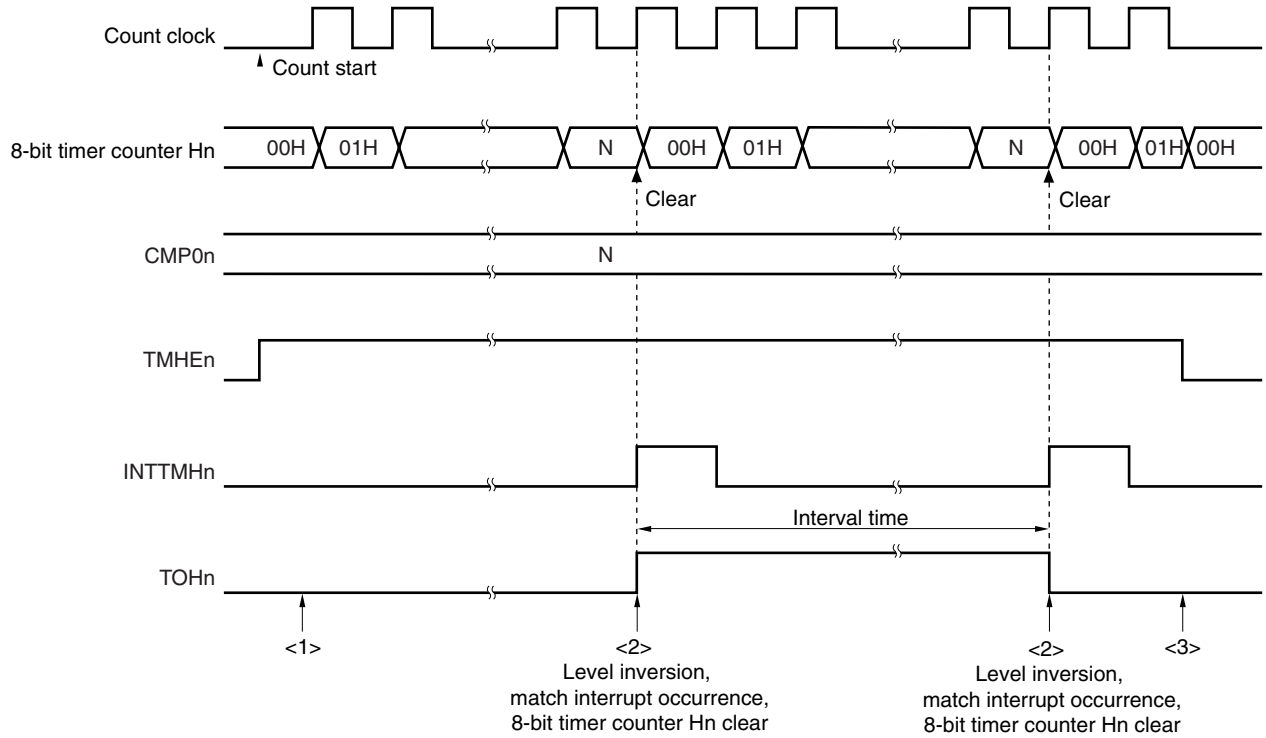 Count clock
Count start
8-bit timer counter Hn
00H 01H N 00H 01H N 00H 01H 00H
Clear Clear
CMP0n
N
TMHEn
INTTMHn
Interval time
TOHn
<1> <2> <2> <3>
Level inversion,
match interrupt occurrence,
8-bit timer counter Hn clear
Level inversion,
match interrupt occurrence,
8-bit timer counter Hn clear